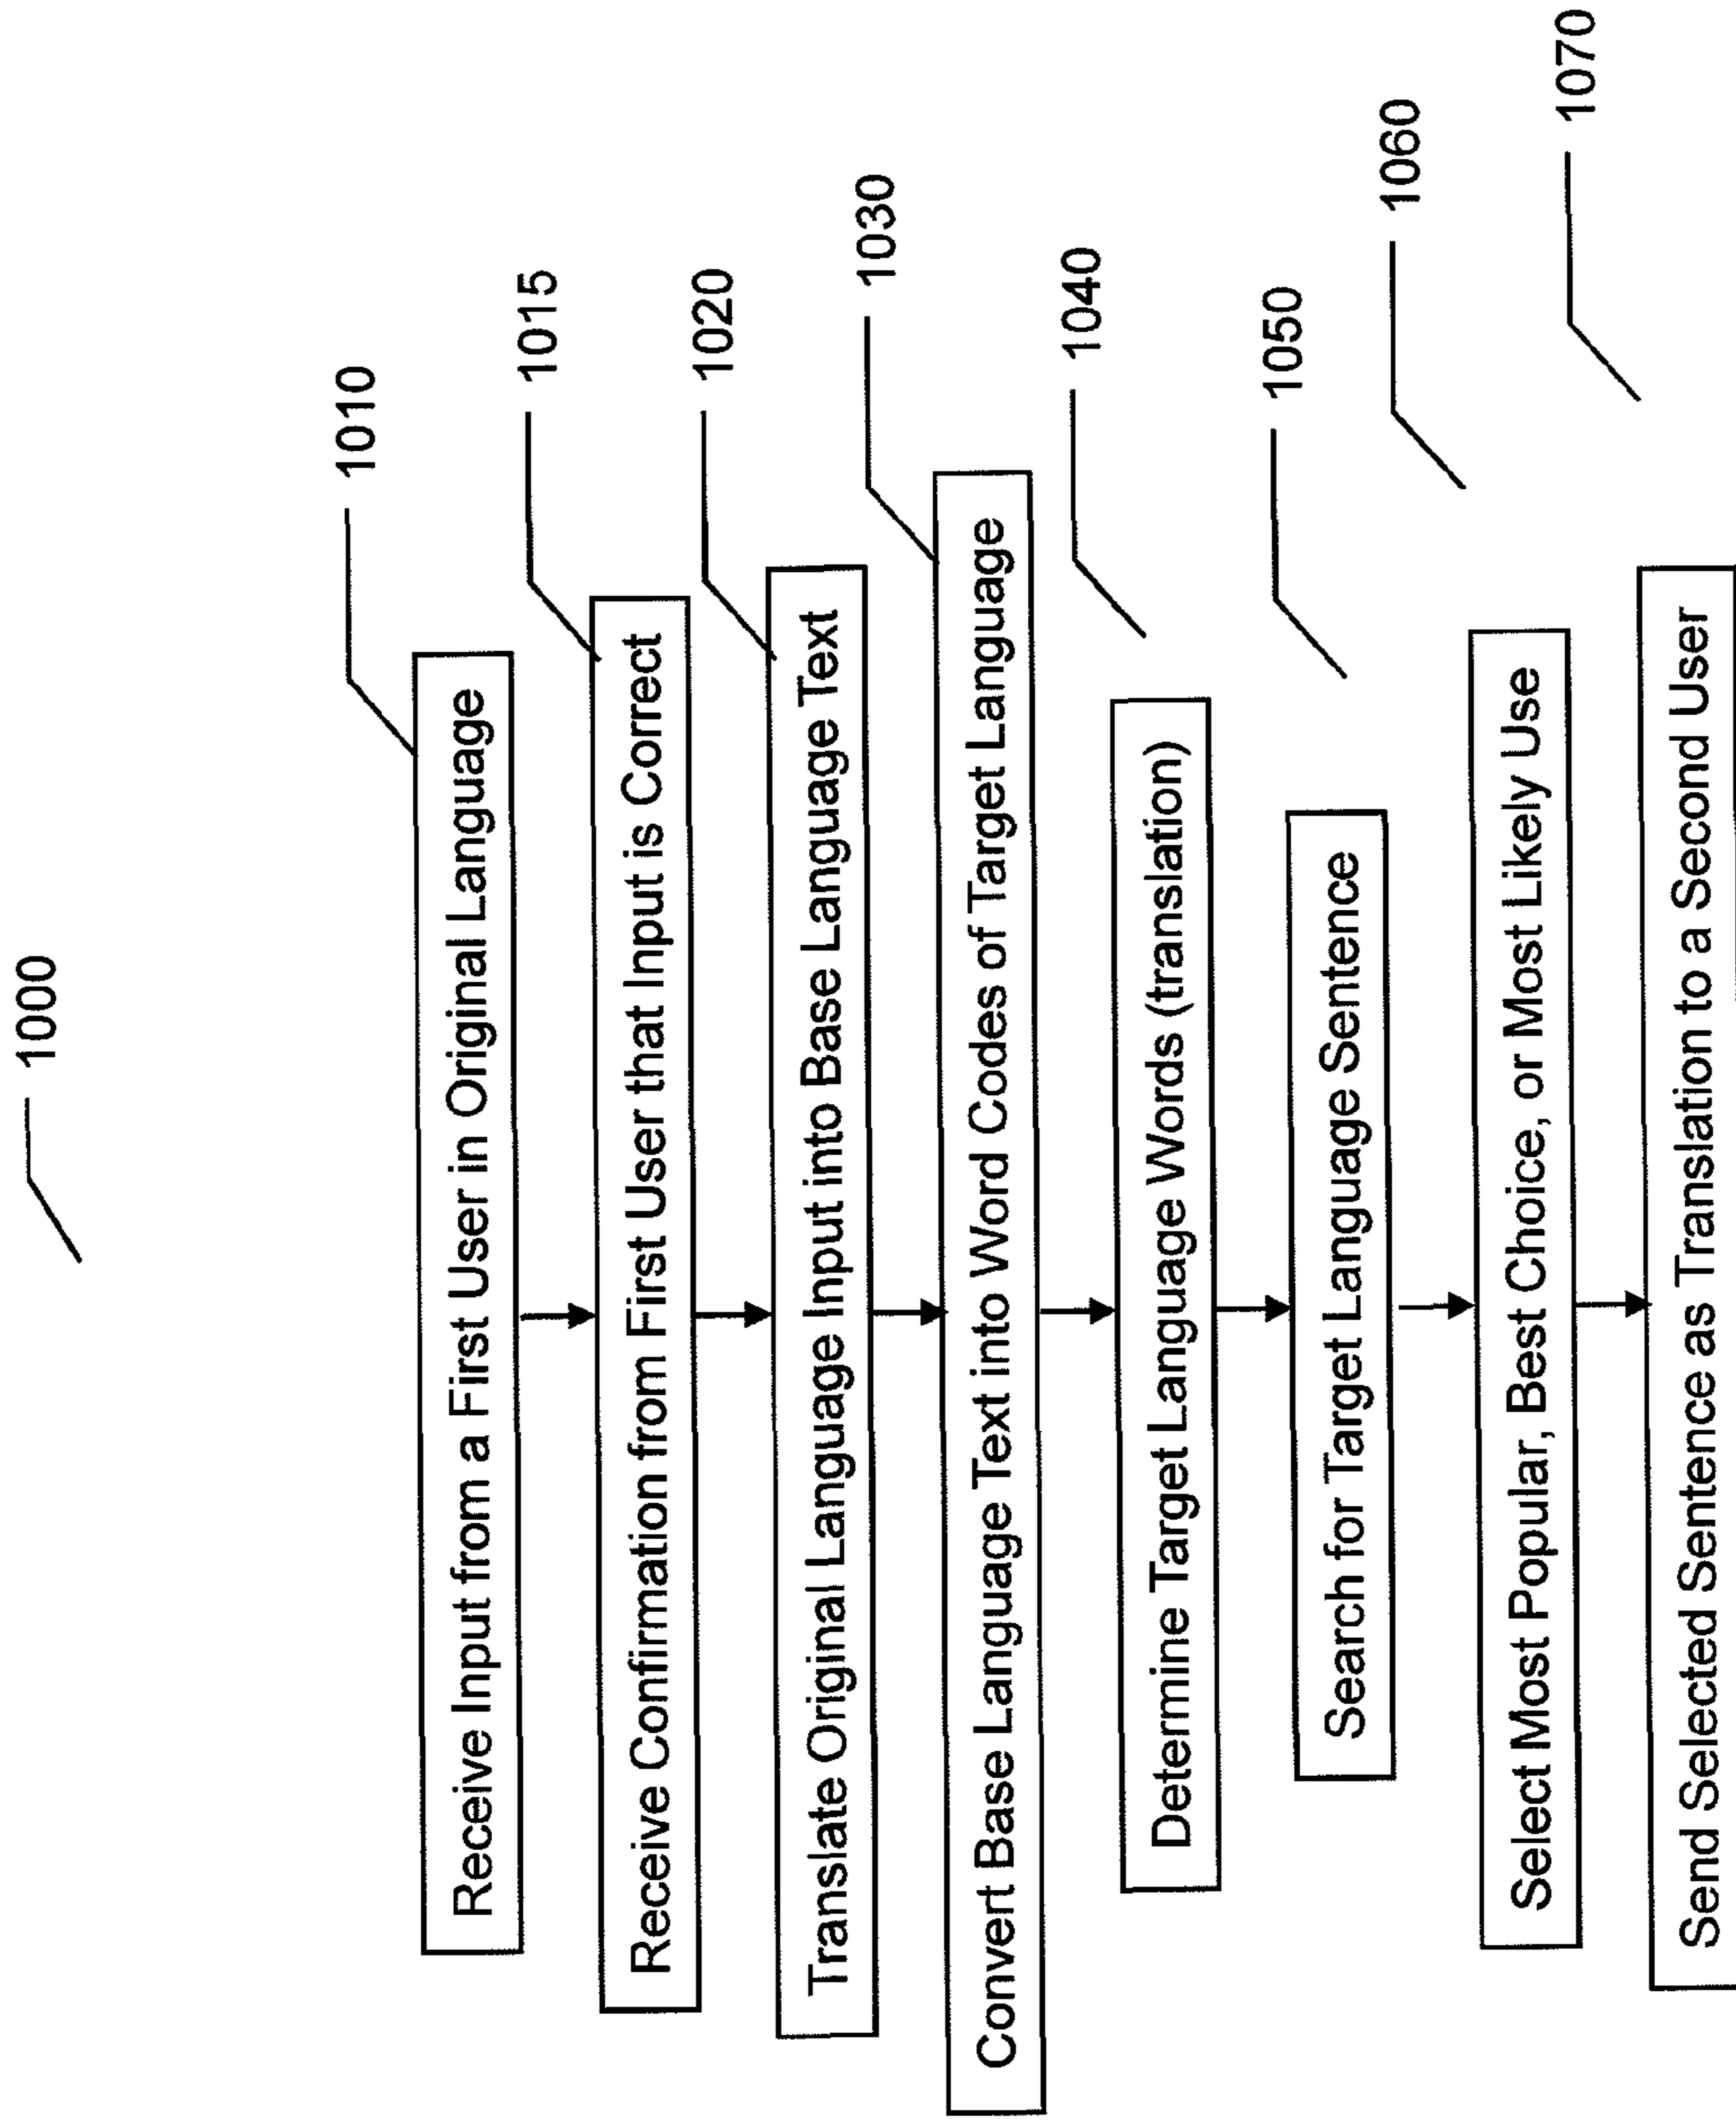 1000
Receive Input from a First User in Original Language
1010
Receive Confirmation from First User that Input is Correct
1015
Translate Original Language Input into Base Language Text
1020
Convert Base Language Text into Word Codes of Target Language
1030
Determine Target Language Words (translation)
1040
Search for Target Language Sentence
1050
Select Most Popular, Best Choice, or Most Likely Use
1060
Send Selected Sentence as Translation to a Second User
1070